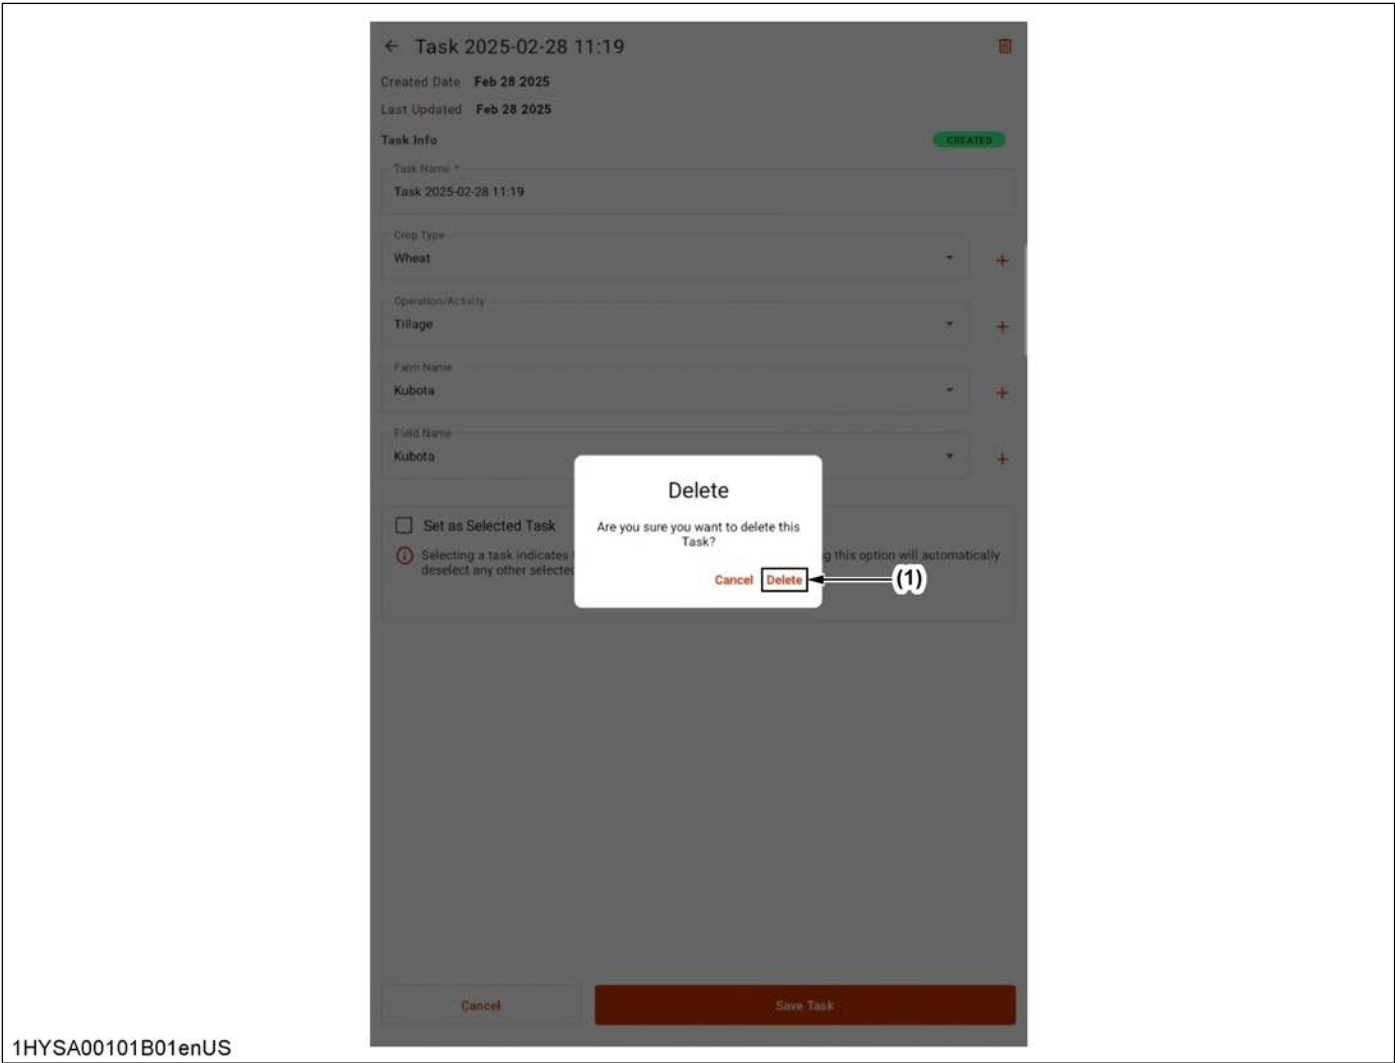 Task 2025-02-28 11:19
Created Date Feb 28 2025
Last Updated Feb 28 2025
Task Info CREATED
Task Name *
Task 2025-02-28 11:19
Crop Type
Wheat
Operation/Activity
Tillage
Farm Name
Kubota
Field Name
Kubota
Delete
Are you sure you want to delete this
Task?
Cancel Delete
(1)
Set as Selected Task
Selecting a task indicates g this option will automatically
deselect any other selected
Cancel Save Task
1HYSA00101B01enUS